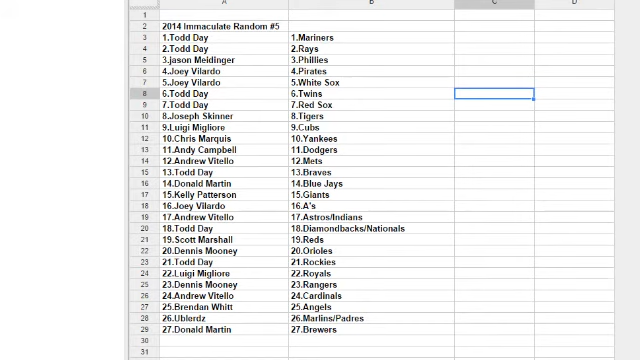 A B C D
1
2 2014 Immaculate Random #5
3 1.Todd Day 1.Mariners
4 2.Todd Day 2.Rays
5 3.jason Meidinger 3.Phillies
6 4.Joey Vilardo 4.Pirates
7 5.Joey Vilardo 5.White Sox
8 6.Todd Day 6.Twins
9 7.Todd Day 7.Red Sox
10 8.Joseph Skinner 8.Tigers
11 9.Luigi Migliore 9.Cubs
12 10.Chris Marquis 10.Yankees
13 11.Andy Campbell 11.Dodgers
14 12.Andrew Vitello 12.Mets
15 13.Todd Day 13.Braves
16 14.Donald Martin 14.Blue Jays
17 15.Kelly Patterson 15.Giants
18 16.Joey Vilardo 16.A's
19 17.Andrew Vitello 17.Astros/Indians
20 18.Todd Day 18.Diamondbacks/Nationals
21 19.Scott Marshall 19.Reds
22 20.Dennis Mooney 20.Orioles
23 21.Todd Day 21.Rockies
24 22.Luigi Migliore 22.Royals
25 23.Dennis Mooney 23.Rangers
26 24.Andrew Vitello 24.Cardinals
27 25.Brendan Whitt 25.Angels
28 26.Ublerdz 26.Marlins/Padres
29 27.Donald Martin 27.Brewers
30
31